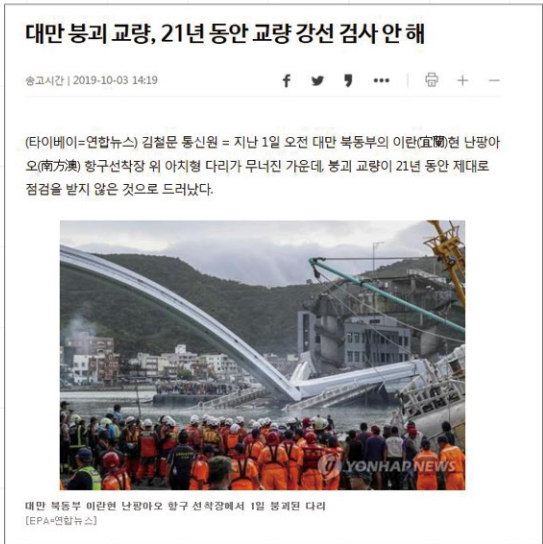 대만 붕괴 교량, 21년 동안 교량 강선 검사 안 해
송고시간 | 2019-10-03 14:19
(타이베이=연합뉴스) 김철문 통신원 = 지난 1일 오전 대만 북동부의 이란(宜蘭)현 난팡아
오(南方澳) 항구선착장 위 아치형 다리가 무너진 가운데, 붕괴 교량이 21년 동안 제대로
점검을 받지 않은 것으로 드러났다.
YONHAP NEWS
대만 북동부 이란현 난팡아오 항구 선착장에서 1일 붕괴된 다리
[EPA=연합뉴스]